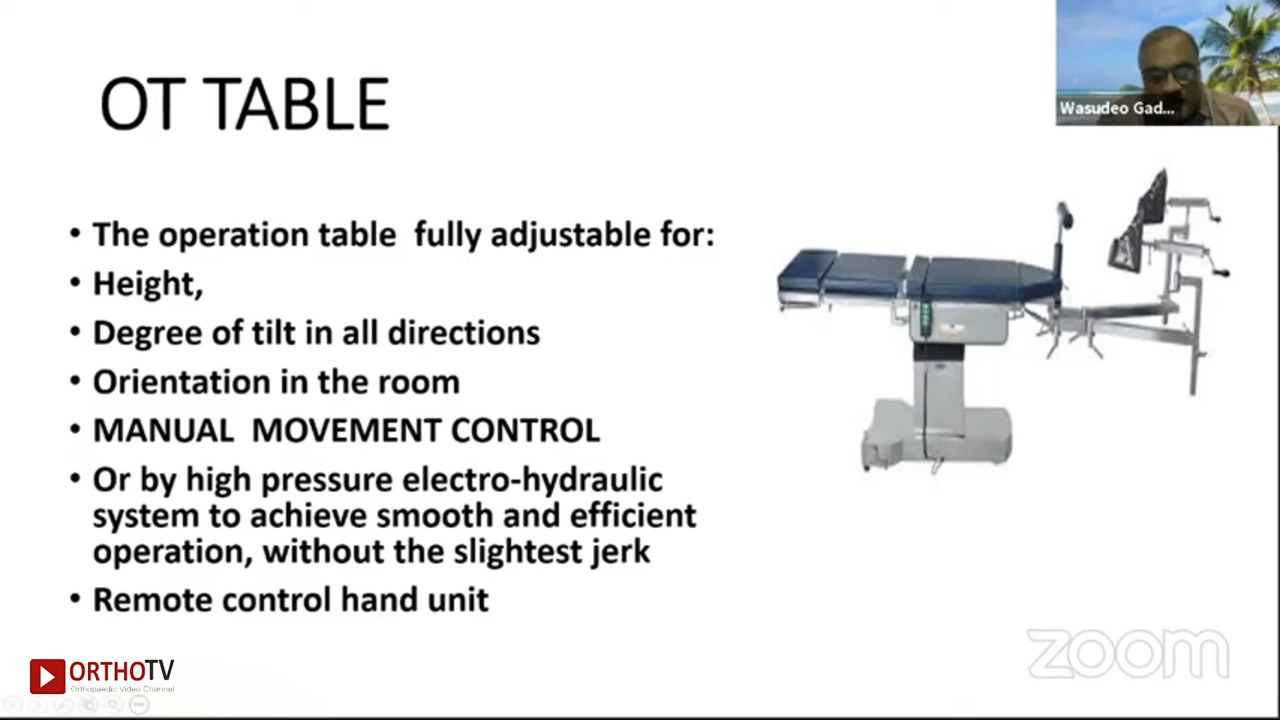 OT TABLE
Wasudeo Gad...
• The operation table  fully adjustable for:
• Height,
• Degree of tilt in all directions
• Orientation in the room
• MANUAL  MOVEMENT CONTROL
• Or by high pressure electro-hydraulic
system to achieve smooth and efficient
operation, without the slightest jerk
• Remote control hand unit
ORTHOTV
Orthopaedic Video Channel
zoom